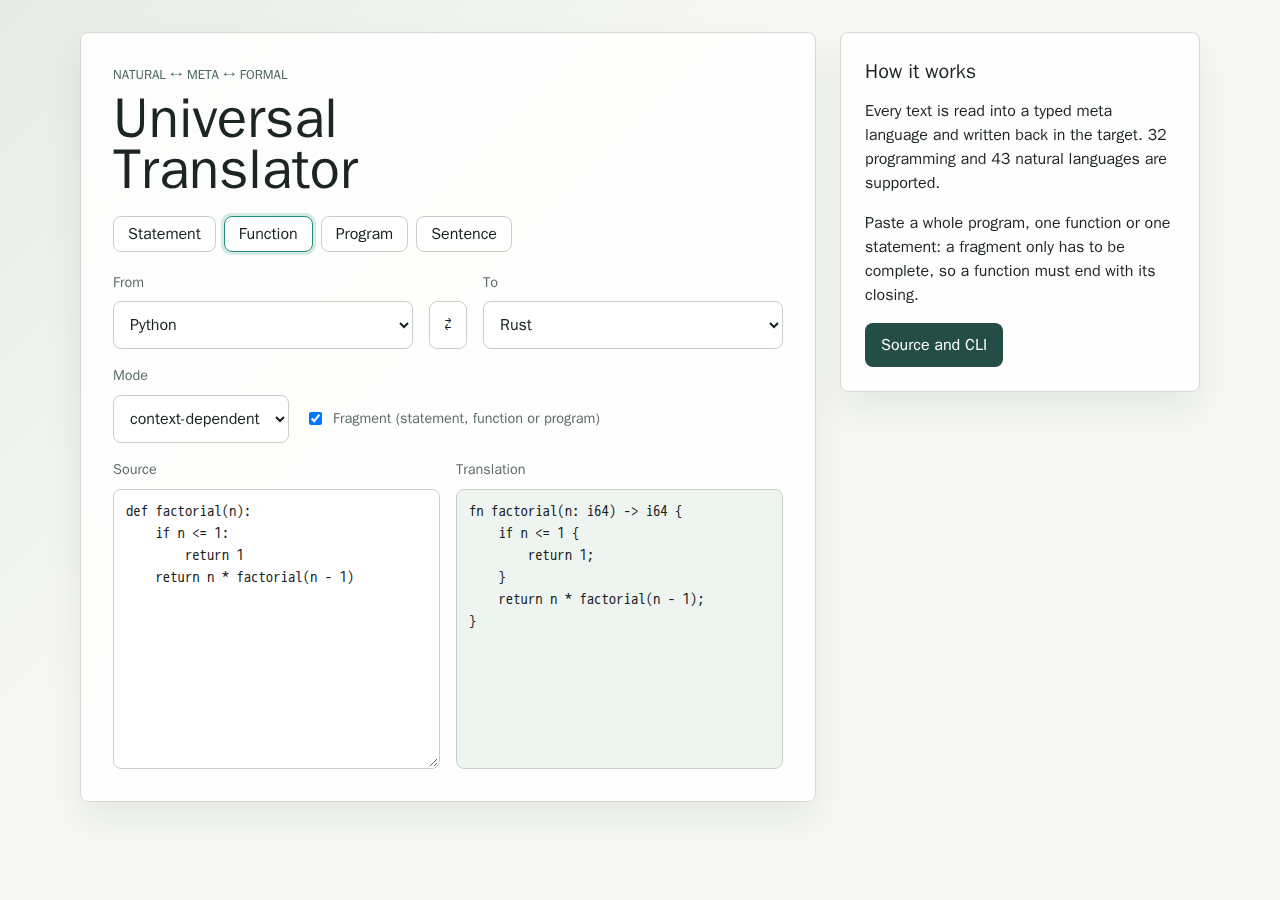 NATURAL ↔ META ↔ FORMAL
Universal
Translator
Statement
Function
Program
Sentence
From
To
Python
⇄
Rust
Mode
context-dependent
Fragment (statement, function or program)
Source
Translation
def factorial(n):
    if n <= 1:
        return 1
    return n * factorial(n - 1)
fn factorial(n: i64) -> i64 {
    if n <= 1 {
        return 1;
    }
    return n * factorial(n - 1);
}
How it works
Every text is read into a typed meta
language and written back in the target. 32
programming and 43 natural languages are
supported.
Paste a whole program, one function or one
statement: a fragment only has to be
complete, so a function must end with its
closing.
Source and CLI